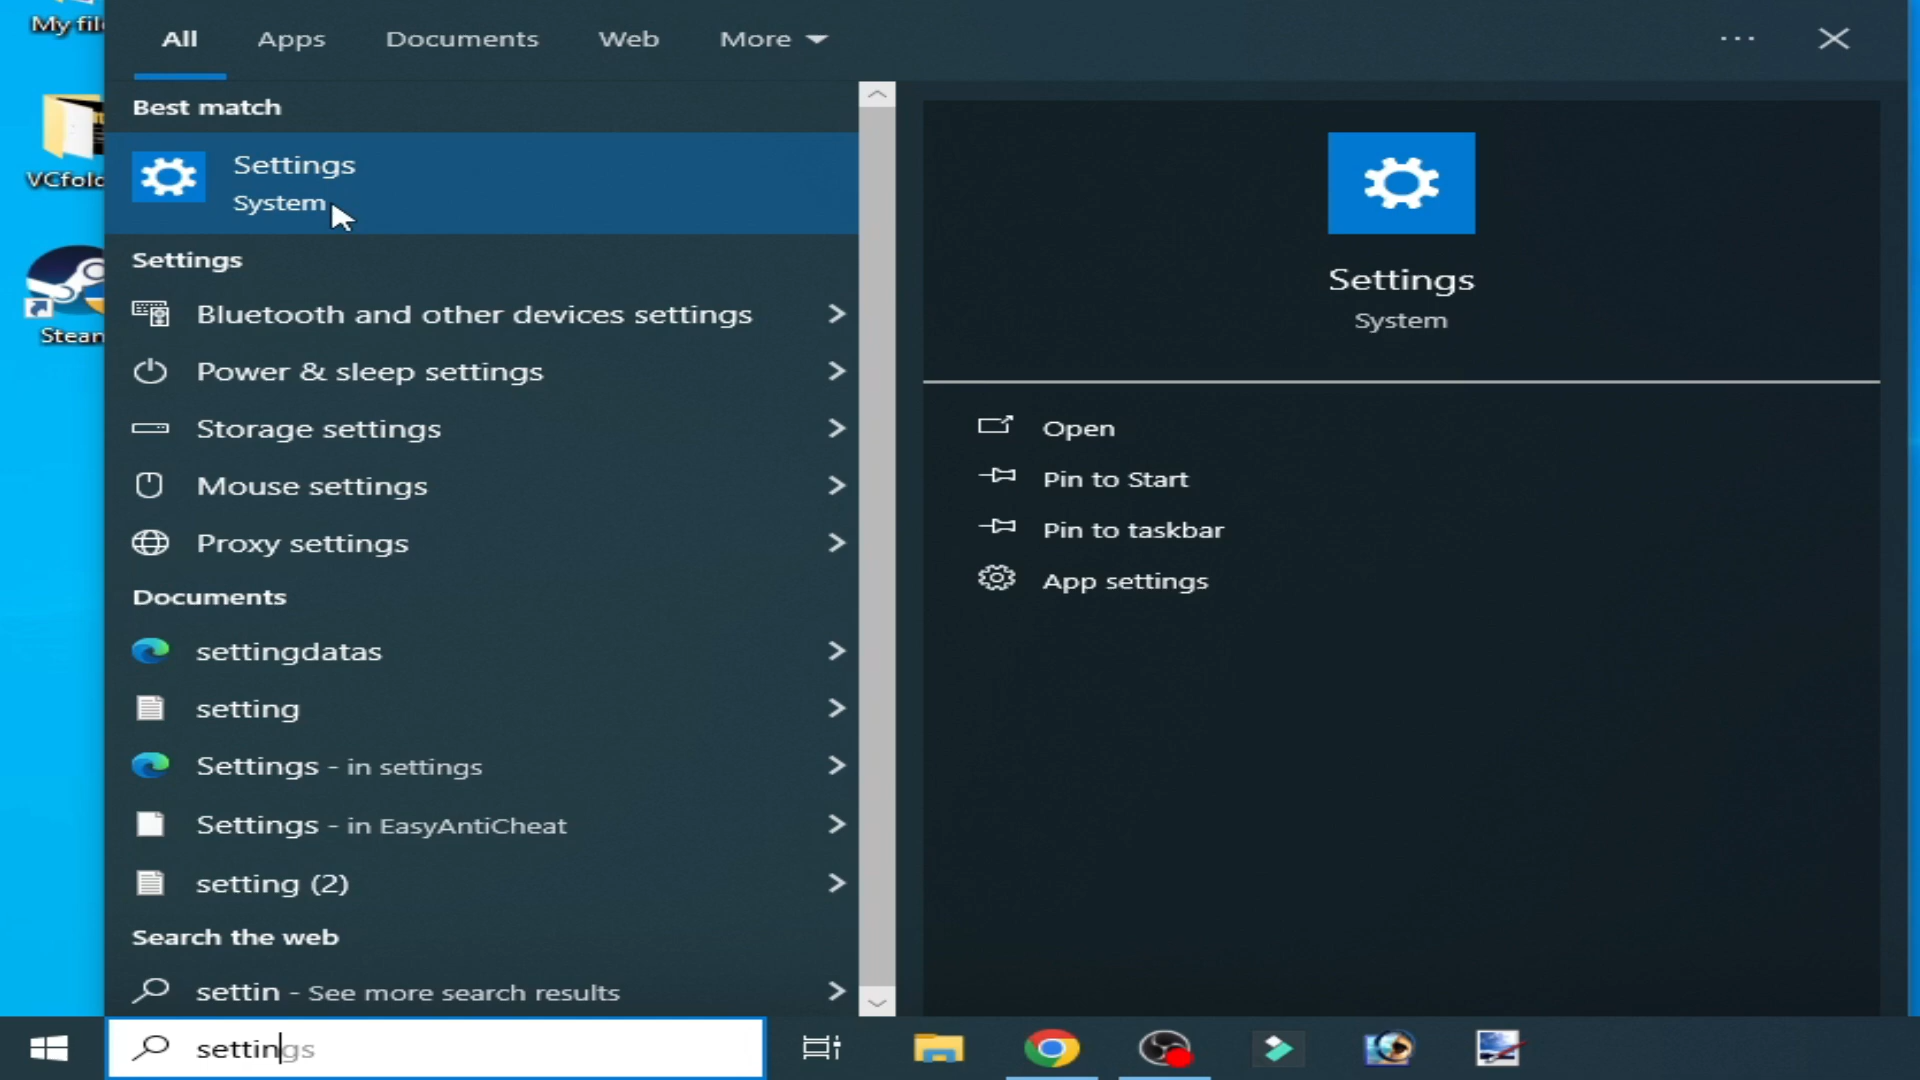 My fil
VCfold
Stean
All Apps Documents Web More
Best match
Settings
System
Settings
Bluetooth and other devices settings
Power & sleep settings
Storage settings
Mouse settings
Proxy settings
Documents
settingdatas
setting
Settings - in settings
Settings - in EasyAntiCheat
setting (2)
Search the web
settin - See more search results
settings
Settings
System
Open
Pin to Start
Pin to taskbar
App settings